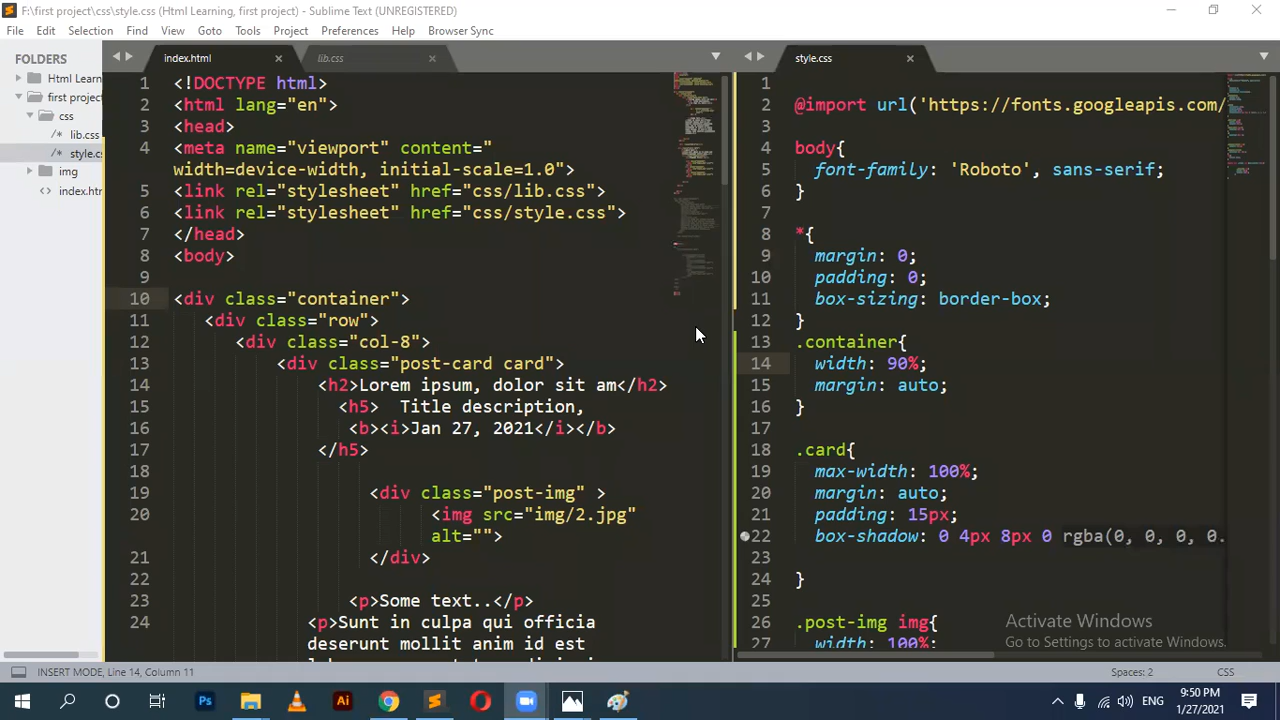 F:\first project\css\style.css (Html Learning, first project) - Sublime Text (UNREGISTERED)
File Edit Selection Find View Goto Tools Project Preferences Help Browser Sync
FOLDERS
Html Learn
first project
css
/* lib.css
/* style.cs
img
<> index.ht
index.html lib.css
1 <!DOCTYPE html>
2 <html lang="en">
3 <head>
4 <meta name="viewport" content="
width=device-width, initial-scale=1.0">
5 <link rel="stylesheet" href="css/lib.css">
6 <link rel="stylesheet" href="css/style.css">
7 </head>
8 <body>
9
10 <div class="container">
11 <div class="row">
12 <div class="col-8">
13 <div class="post-card card">
14 <h2>Lorem ipsum, dolor sit am</h2>
15 <h5> Title description,
16 <b><i>Jan 27, 2021</i></b>
17 </h5>
18
19 <div class="post-img" >
20 <img src="img/2.jpg"
alt="">
21 </div>
22
23 <p>Some text..</p>
24 <p>Sunt in culpa qui officia
deserunt mollit anim id est
style.css
1
2 @import url('https://fonts.googleapis.com/
3
4 body{
5 font-family: 'Roboto', sans-serif;
6 }
7
8 *{
9 margin: 0;
10 padding: 0;
11 box-sizing: border-box;
12 }
13 .container{
14 width: 90%;
15 margin: auto;
16 }
17
18 .card{
19 max-width: 100%;
20 margin: auto;
21 padding: 15px;
22 box-shadow: 0 4px 8px 0 rgba(0, 0, 0, 0.
23
24 }
25
26 .post-img img{
27 width: 100%;
Activate Windows
Go to Settings to activate Windows.
INSERT MODE, Line 14, Column 11 Spaces: 2 CSS
Ps Ai ENG
9:50 PM
1/27/2021